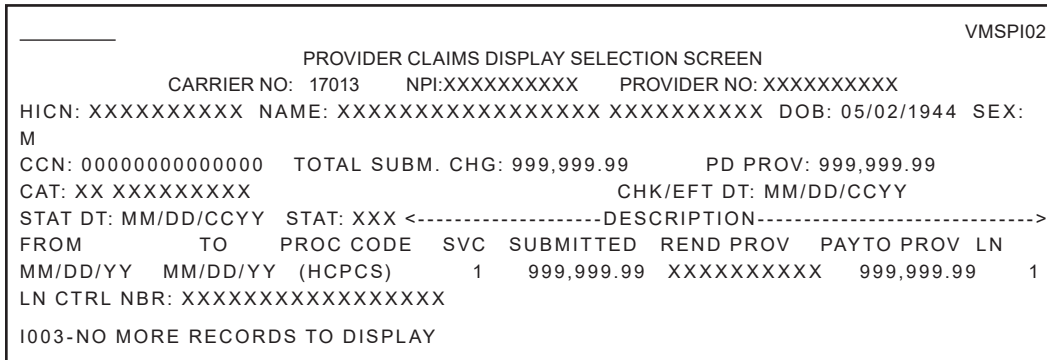 VMSPI02
PROVIDER CLAIMS DISPLAY SELECTION SCREEN
CARRIER NO: 17013 NPI:XXXXXXXXXX PROVIDER NO: XXXXXXXXXX
HICN: XXXXXXXXXX NAME: XXXXXXXXXXXXXXXXX XXXXXXXXXX DOB: 05/02/1944 SEX:
M
CCN: 00000000000000 TOTAL SUBM. CHG: 999,999.99 PD PROV: 999,999.99
CAT: XX XXXXXXXXX CHK/EFT DT: MM/DD/CCYY
STAT DT: MM/DD/CCYY STAT: XXX <--------------------DESCRIPTION------------------------------>
FROM TO PROC CODE SVC SUBMITTED REND PROV PAYTO PROV LN
MM/DD/YY MM/DD/YY (HCPCS) 1 999,999.99 XXXXXXXXXX 999,999.99 1
LN CTRL NBR: XXXXXXXXXXXXXXXXX
I003-NO MORE RECORDS TO DISPLAY